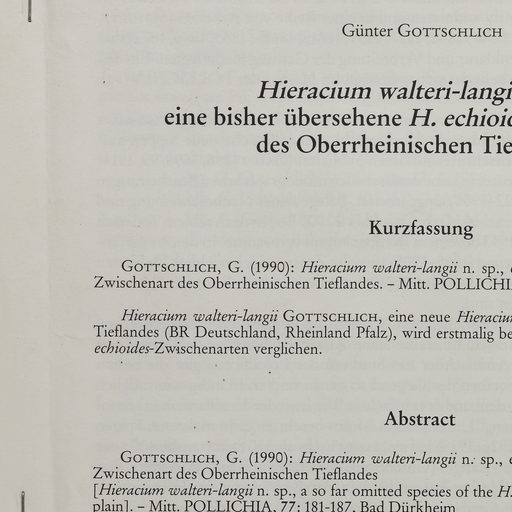 Günter GOTTSCHLICH
Hieracium walteri-langi
eine bisher übersehene H. echioi
des Oberrheinischen Tie
Kurzfassung
GOTTSCHLICH, G. (1990): Hieracium walteri-langii n. sp.,
Zwischenart des Oberrheinischen Tieflandes. – Mitt. POLLICHI
Hieracium walteri-langii GOTTSCHLICH, eine neue Hieraciu
Tieflandes (BR Deutschland, Rheinland Pfalz), wird erstmalig be
echioides-Zwischenarten verglichen.
Abstract
GOTTSCHLICH, G. (1990): Hieracium walteri-langii n. sp.,
Zwischenart des Oberrheinischen Tieflandes
[Hieracium walteri-langii n. sp., a so far omitted species of the H.
plain]. – Mitt. POLLICHIA, 77: 181-187, Bad Dürkheim